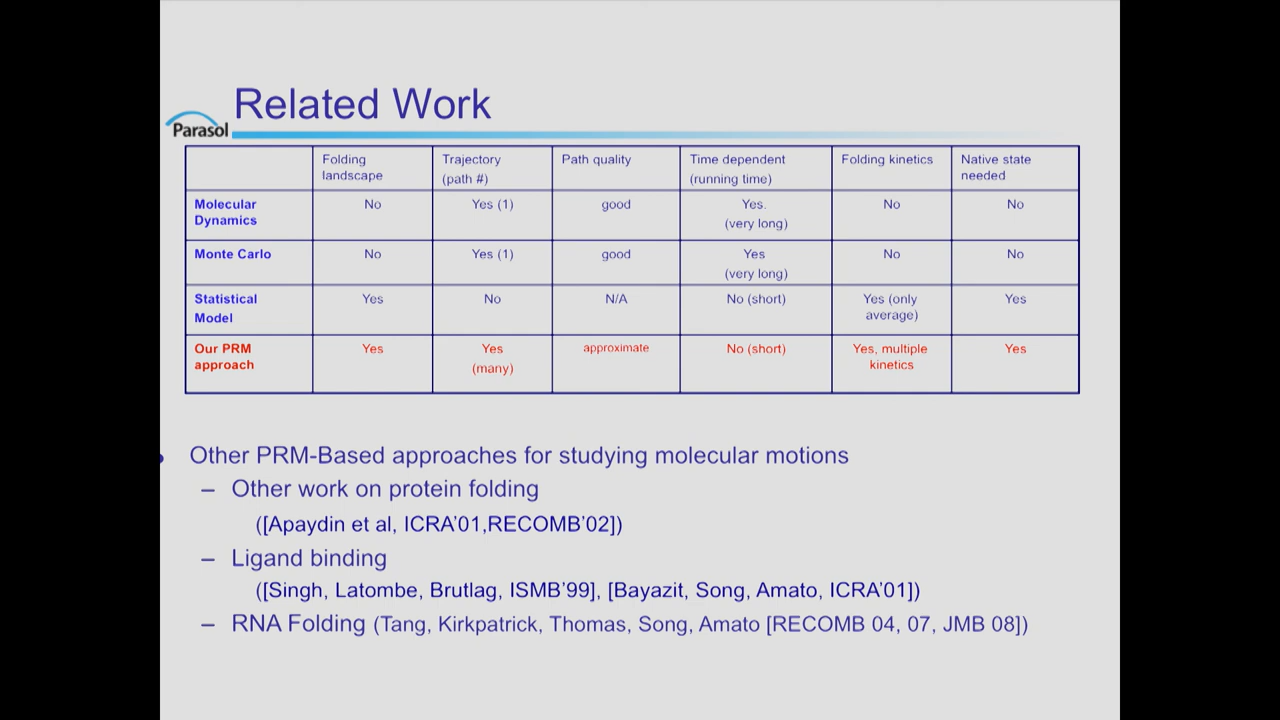 Related Work
Parasol
Folding landscape | Trajectory (path #) | Path quality | Time dependent (running time) | Folding kinetics | Native state needed
Molecular Dynamics | No | Yes (1) | good | Yes. (very long) | No | No
Monte Carlo | No | Yes (1) | good | Yes (very long) | No | No
Statistical Model | Yes | No | N/A | No (short) | Yes (only average) | Yes
Our PRM approach | Yes | Yes (many) | approximate | No (short) | Yes, multiple kinetics | Yes
Other PRM-Based approaches for studying molecular motions
– Other work on protein folding
([Apaydin et al, ICRA’01,RECOMB’02])
– Ligand binding
([Singh, Latombe, Brutlag, ISMB’99], [Bayazit, Song, Amato, ICRA’01])
– RNA Folding (Tang, Kirkpatrick, Thomas, Song, Amato [RECOMB 04, 07, JMB 08])